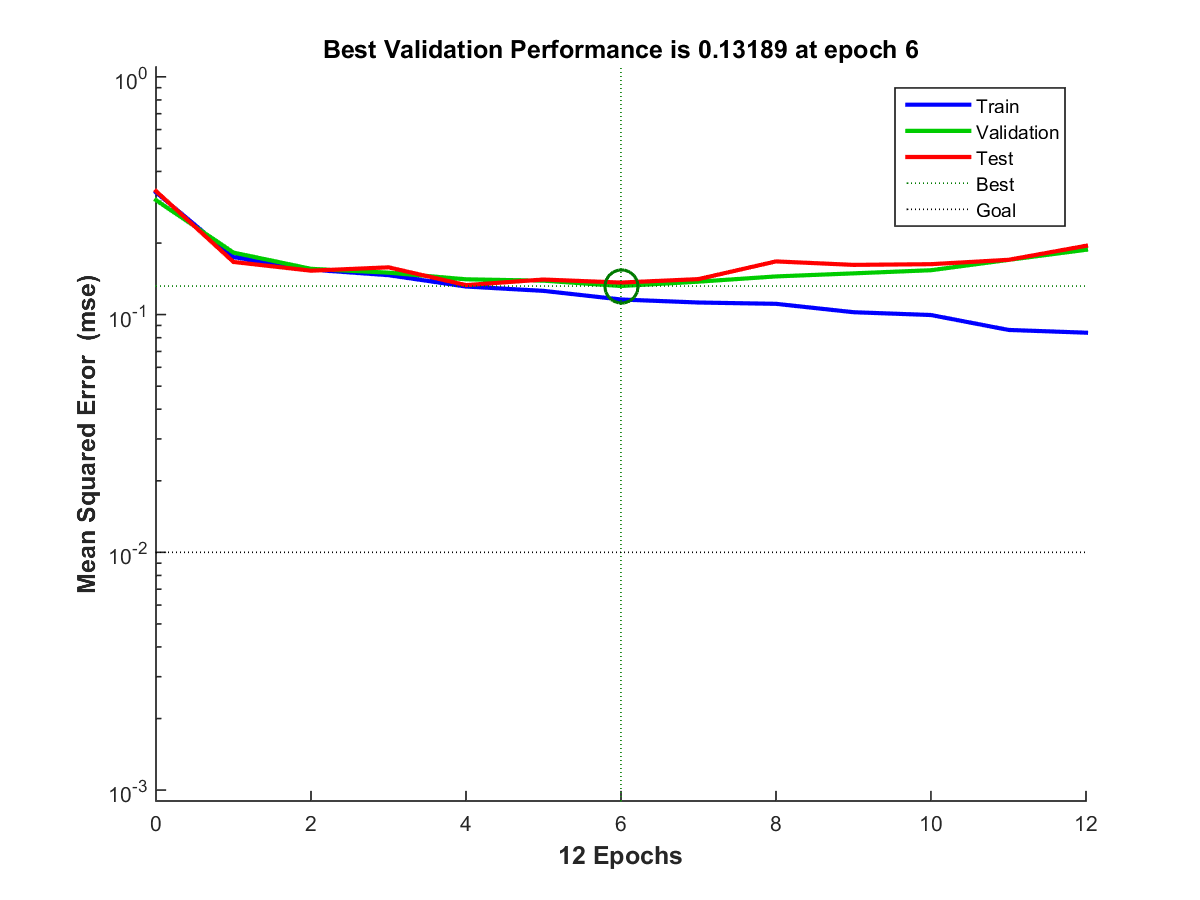 Best Validation Performance is 0.13189 at epoch 6
Train
Validation
Test
Best
Goal
Mean Squared Error (mse)
10^0
10^-1
10^-2
10^-3
0 2 4 6 8 10 12
12 Epochs